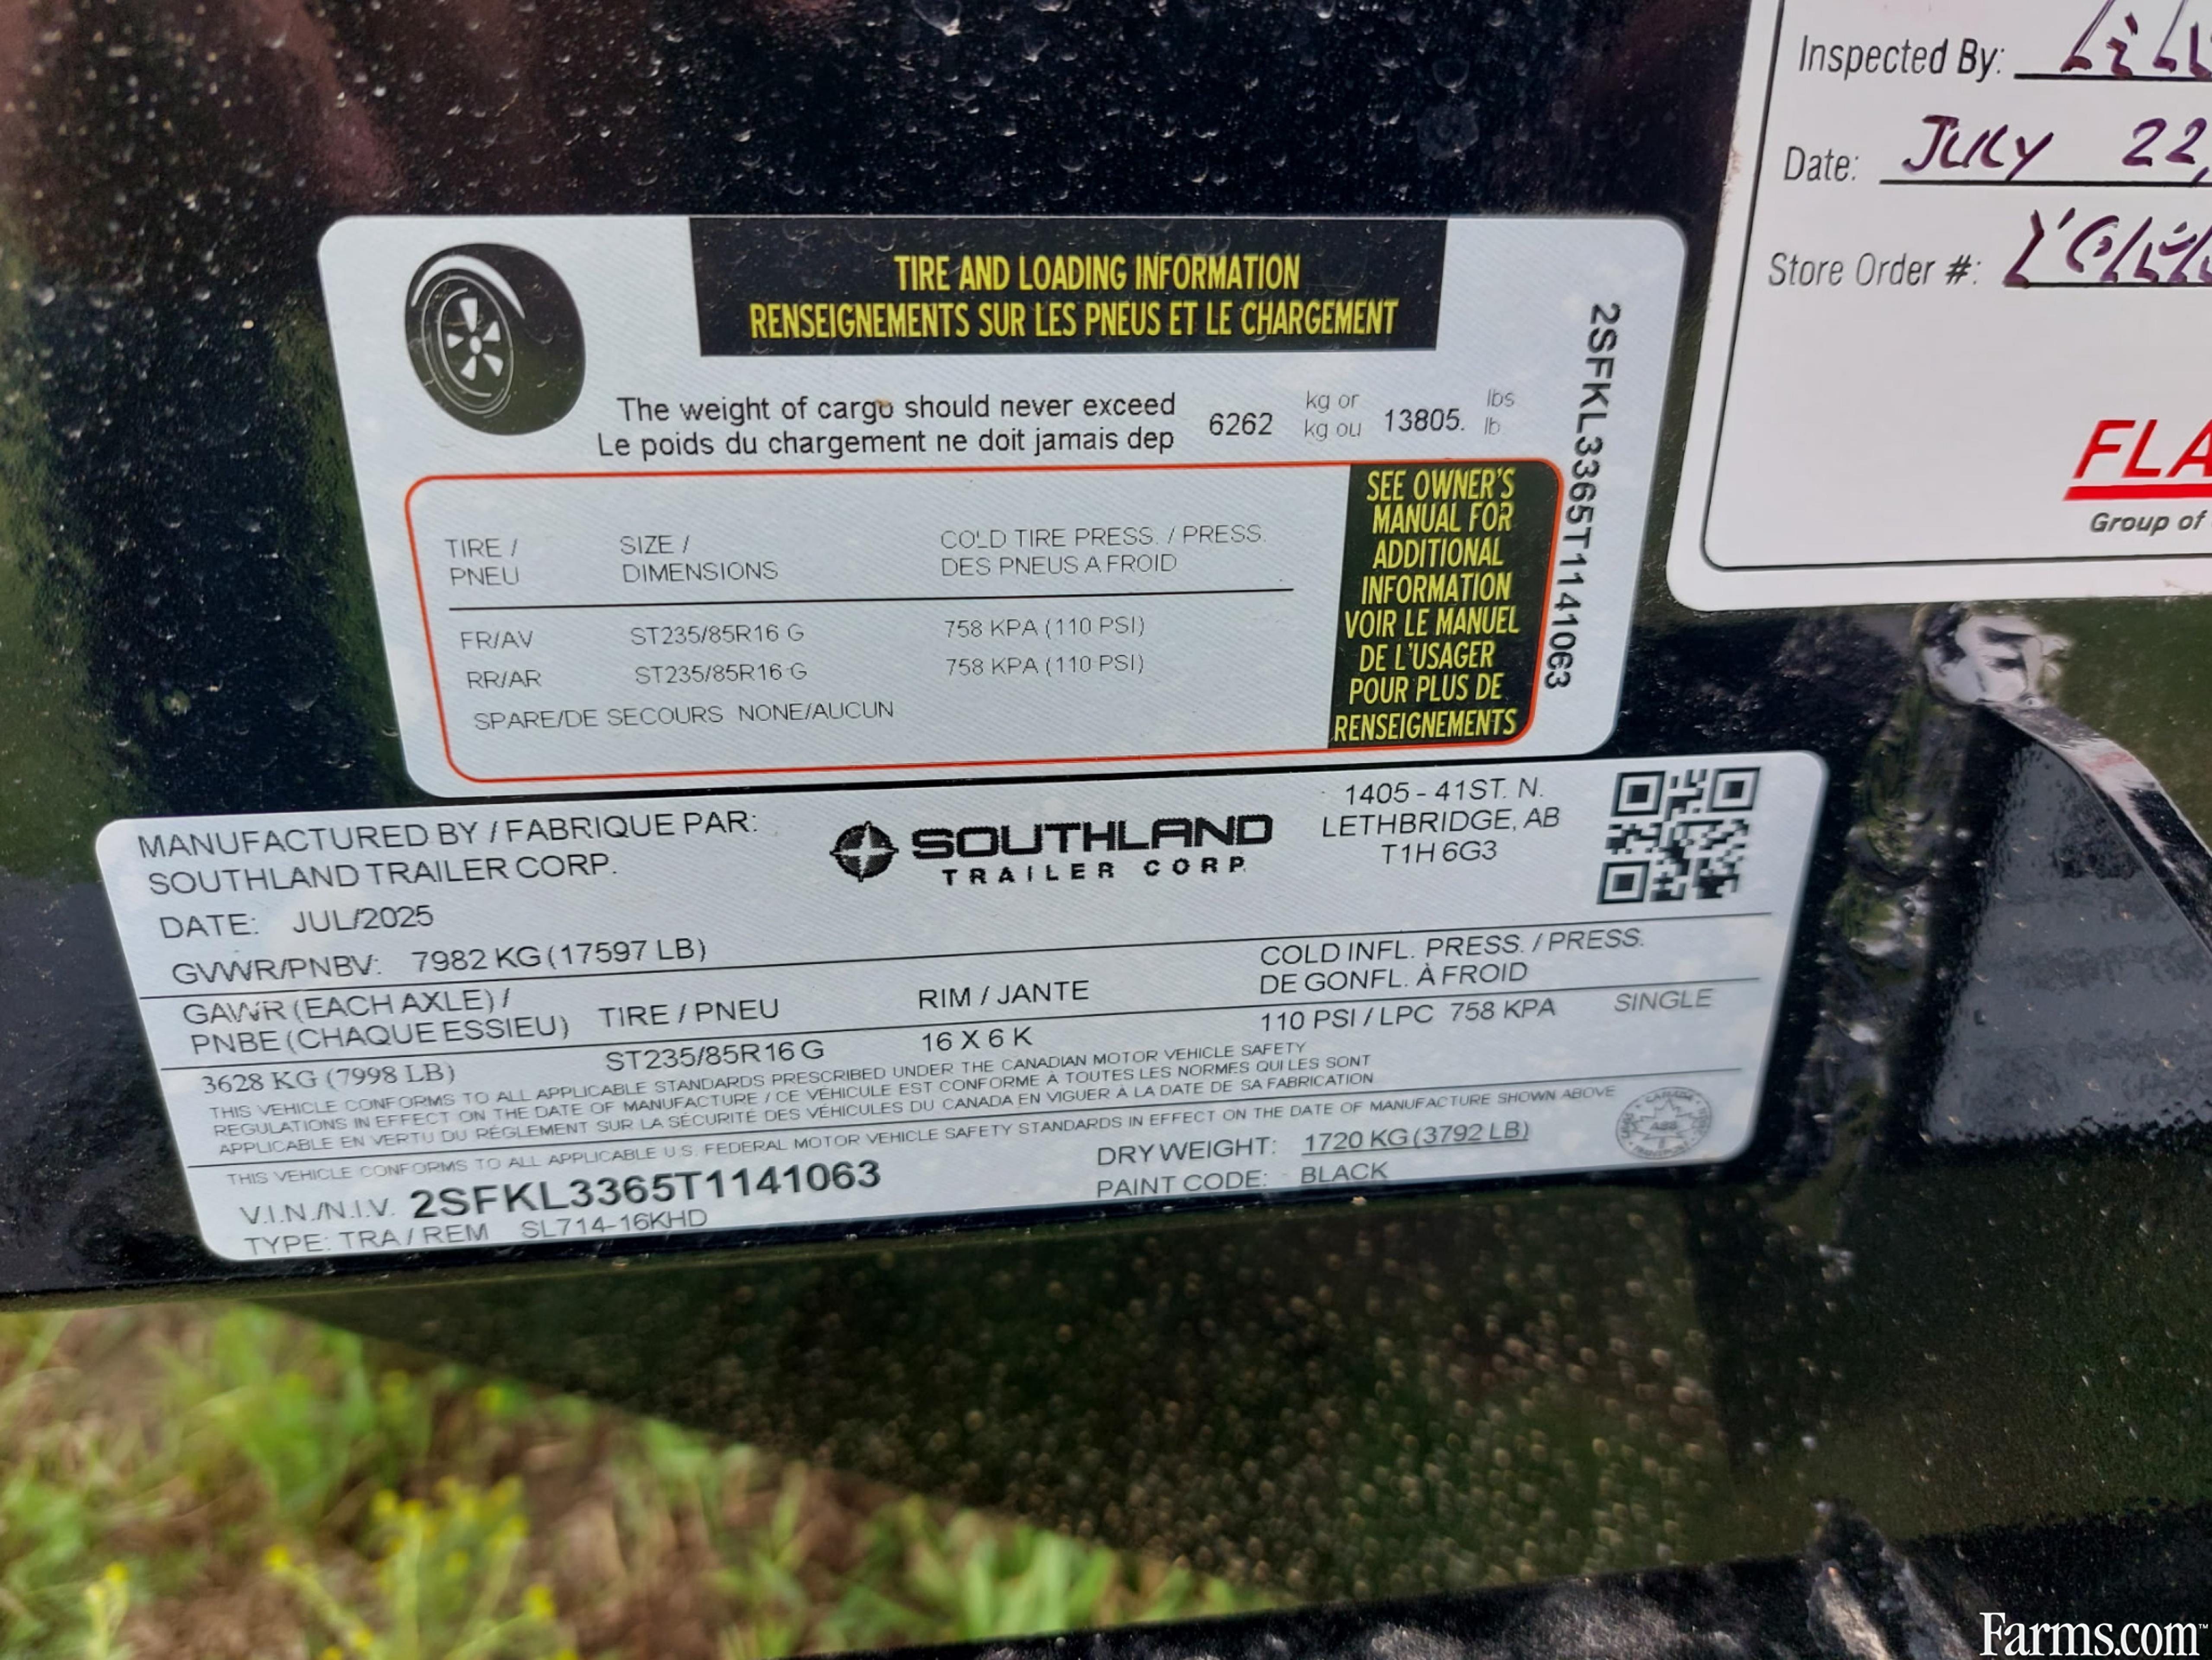 Inspected By:
Date: July 22,
Store Order #:
FLA
Group of
TIRE AND LOADING INFORMATION
RENSEIGNEMENTS SUR LES PNEUS ET LE CHARGEMENT
The weight of cargo should never exceed 6262 kg or 13805. lbs
Le poids du chargement ne doit jamais dep kg ou lb
TIRE / SIZE / COLD TIRE PRESS. / PRESS.
PNEU DIMENSIONS DES PNEUS A FROID
FR/AV ST235/85R16 G 758 KPA (110 PSI)
RR/AR ST235/85R16 G 758 KPA (110 PSI)
SPARE/DE SECOURS NONE/AUCUN
SEE OWNER'S
MANUAL FOR
ADDITIONAL
INFORMATION
VOIR LE MANUEL
DE L'USAGER
POUR PLUS DE
RENSEIGNEMENTS
2SFKL3365T1141063
MANUFACTURED BY / FABRIQUE PAR:
SOUTHLAND TRAILER CORP.
SOUTHLAND
TRAILER CORP
1405 - 41ST. N.
LETHBRIDGE, AB
T1H 6G3
DATE: JUL/2025
GVWR/PNBV: 7982 KG (17597 LB)
GAWR (EACH AXLE) / TIRE / PNEU RIM / JANTE COLD INFL. PRESS. / PRESS.
PNBE (CHAQUE ESSIEU) DE GONFL. À FROID
3628 KG (7998 LB) ST235/85R16 G 16 X 6 K 110 PSI / LPC 758 KPA SINGLE
THIS VEHICLE CONFORMS TO ALL APPLICABLE STANDARDS PRESCRIBED UNDER THE CANADIAN MOTOR VEHICLE SAFETY
REGULATIONS IN EFFECT ON THE DATE OF MANUFACTURE / CE VÉHICULE EST CONFORME À TOUTES LES NORMES QUI LES SONT
APPLICABLE EN VERTU DU RÉGLEMENT SUR LA SÉCURITÉ DES VÉHICULES DU CANADA EN VIGUER À LA DATE DE SA FABRICATION
THIS VEHICLE CONFORMS TO ALL APPLICABLE U.S. FEDERAL MOTOR VEHICLE SAFETY STANDARDS IN EFFECT ON THE DATE OF MANUFACTURE SHOWN ABOVE
V.I.N./N.I.V. 2SFKL3365T1141063 DRY WEIGHT: 1720 KG (3792 LB)
TYPE: TRA / REM SL714-16KHD PAINT CODE: BLACK
Farms.com™